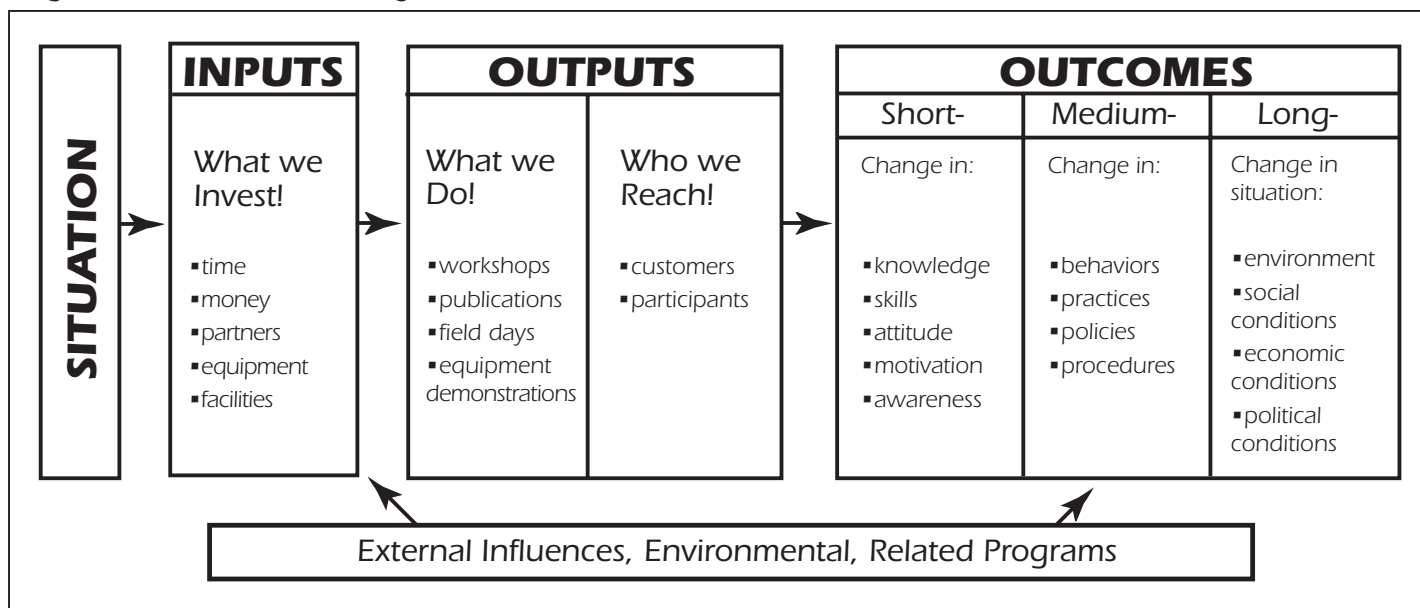 SITUATION
INPUTS
What we
Invest!
▪time
▪money
▪partners
▪equipment
▪facilities
OUTPUTS
What we
Do!
▪workshops
▪publications
▪field days
▪equipment
demonstrations
Who we
Reach!
▪customers
▪participants
OUTCOMES
Short-
Change in:
▪knowledge
▪skills
▪attitude
▪motivation
▪awareness
Medium-
Change in:
▪behaviors
▪practices
▪policies
▪procedures
Long-
Change in
situation:
▪environment
▪social
conditions
▪economic
conditions
▪political
conditions
External Influences, Environmental, Related Programs